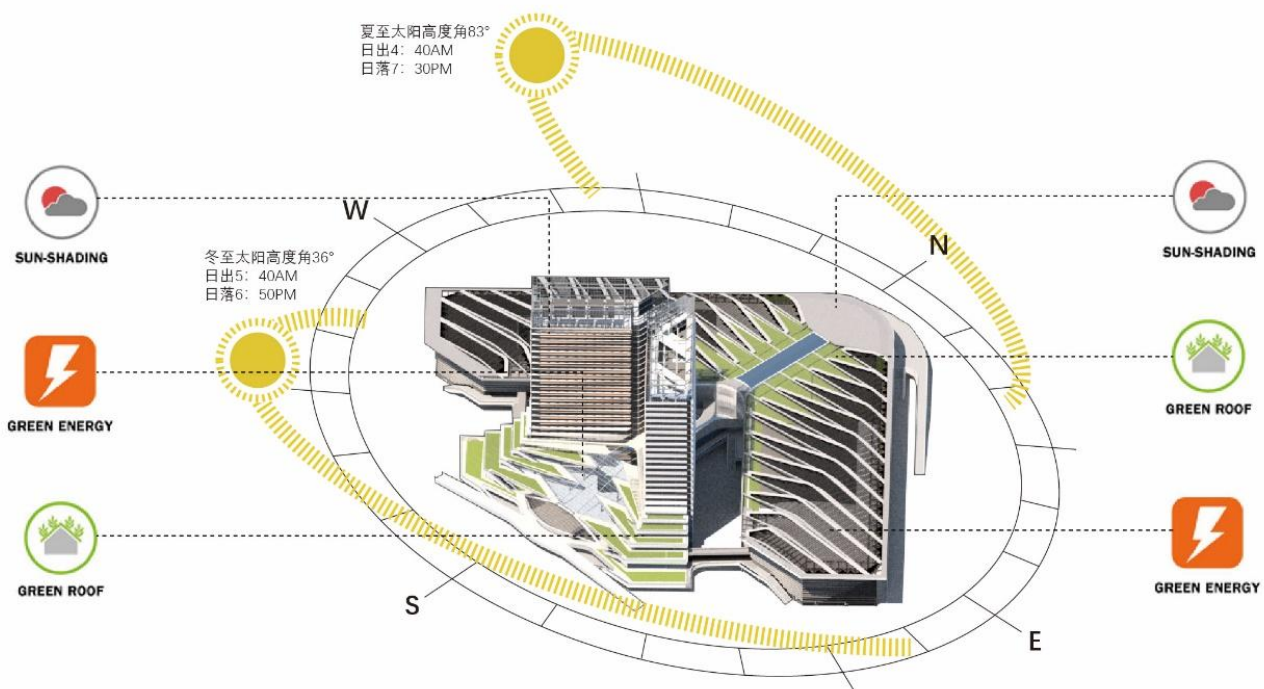 夏至太阳高度角83°
日出4：40AM
日落7：30PM
SUN-SHADING
W
N
SUN-SHADING
冬至太阳高度角36°
日出5：40AM
日落6：50PM
GREEN ENERGY
GREEN ROOF
GREEN ROOF
S
E
GREEN ENERGY